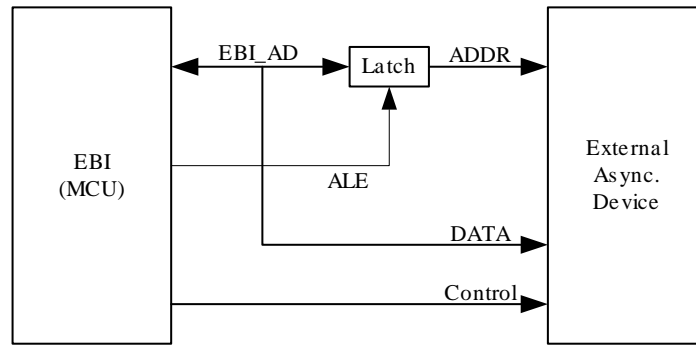 EBI_AD
Latch
ADDR
EBI
(MCU)
ALE
External
Async.
Device
DATA
Control